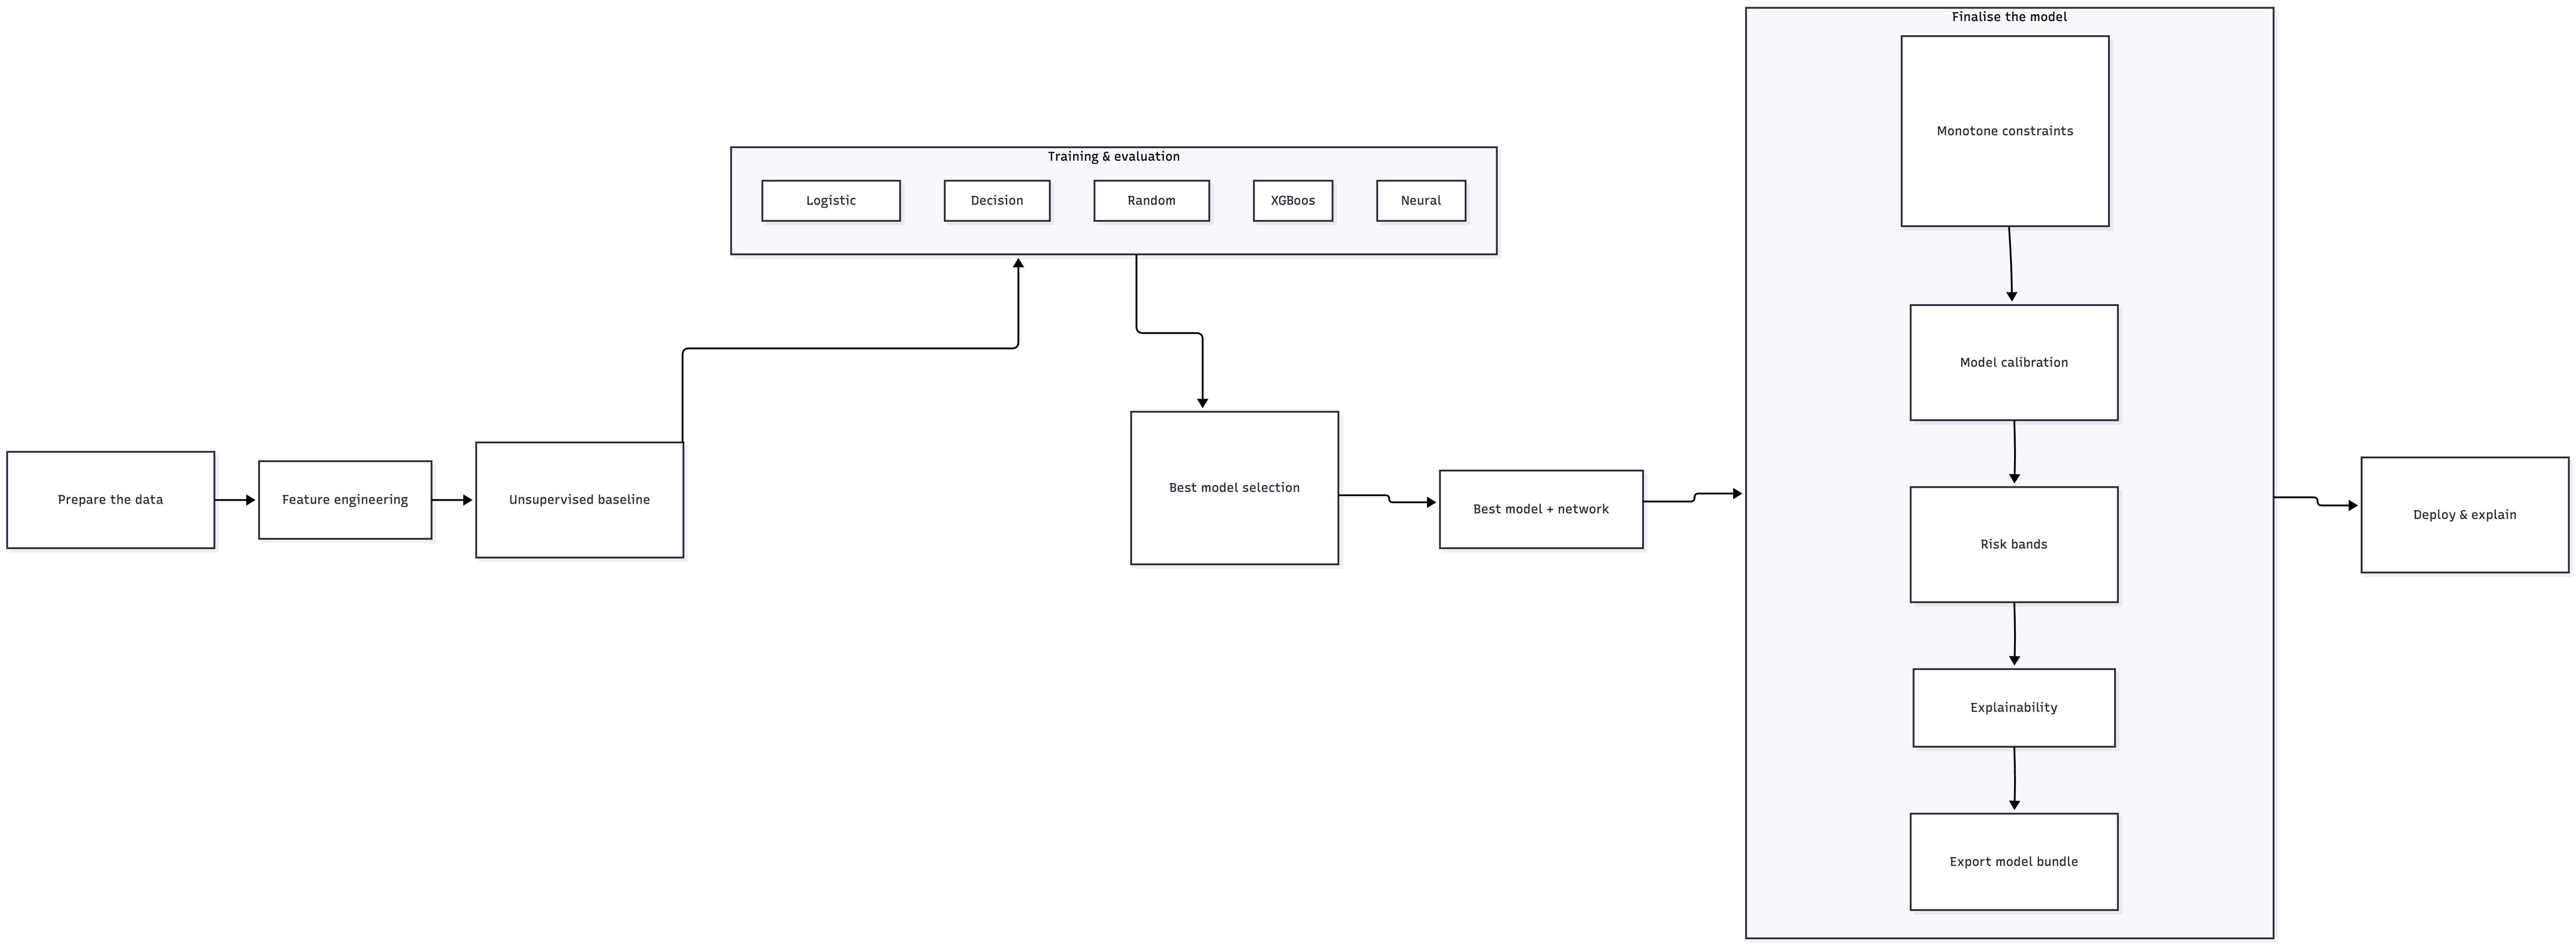 Prepare the data
Feature engineering
Unsupervised baseline
Training & evaluation
Logistic
Decision
Random
XGBoos
Neural
Best model selection
Best model + network
Finalise the model
Monotone constraints
Model calibration
Risk bands
Explainability
Export model bundle
Deploy & explain